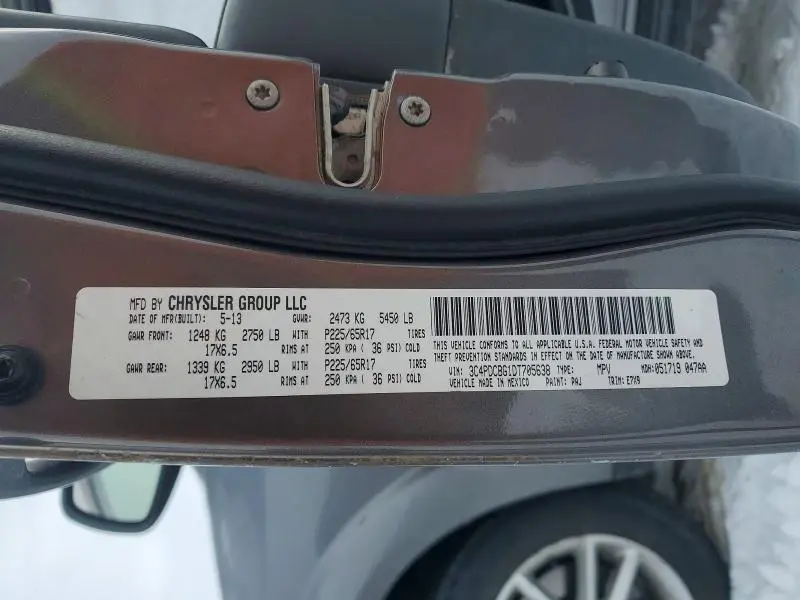 MFD BY CHRYSLER GROUP LLC
DATE OF MFR(BUILT): 5-13 GVWR: 2473 KG 5450 LB
GAWR FRONT: 1248 KG 2750 LB WITH P225/65R17 TIRES
17X6.5 RIMS AT 250 KPA ( 36 PSI) COLD
GAWR REAR: 1339 KG 2950 LB WITH P225/65R17 TIRES
17X6.5 RIMS AT 250 KPA ( 36 PSI) COLD
THIS VEHICLE CONFORMS TO ALL APPLICABLE U.S.A. FEDERAL MOTOR VEHICLE SAFETY AND
THEFT PREVENTION STANDARDS IN EFFECT ON THE DATE OF MANUFACTURE SHOWN ABOVE.
VIN: 3C4PDCBG1DT705638 TYPE: MPV MDH: 051719 047AA
VEHICLE MADE IN MEXICO PAINT: PAJ TRIM: E7X9